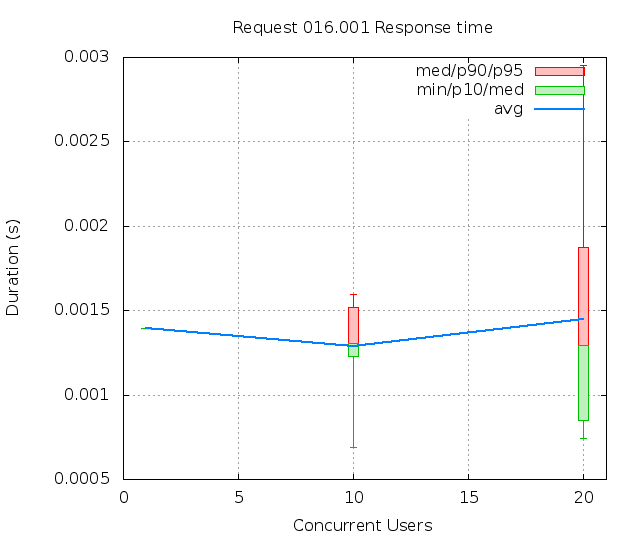 Request 016.001 Response time
0.003
0.0025
0.002
0.0015
0.001
0.0005
Duration (s)
med/p90/p95
min/p10/med
avg
0 5 10 15 20
Concurrent Users